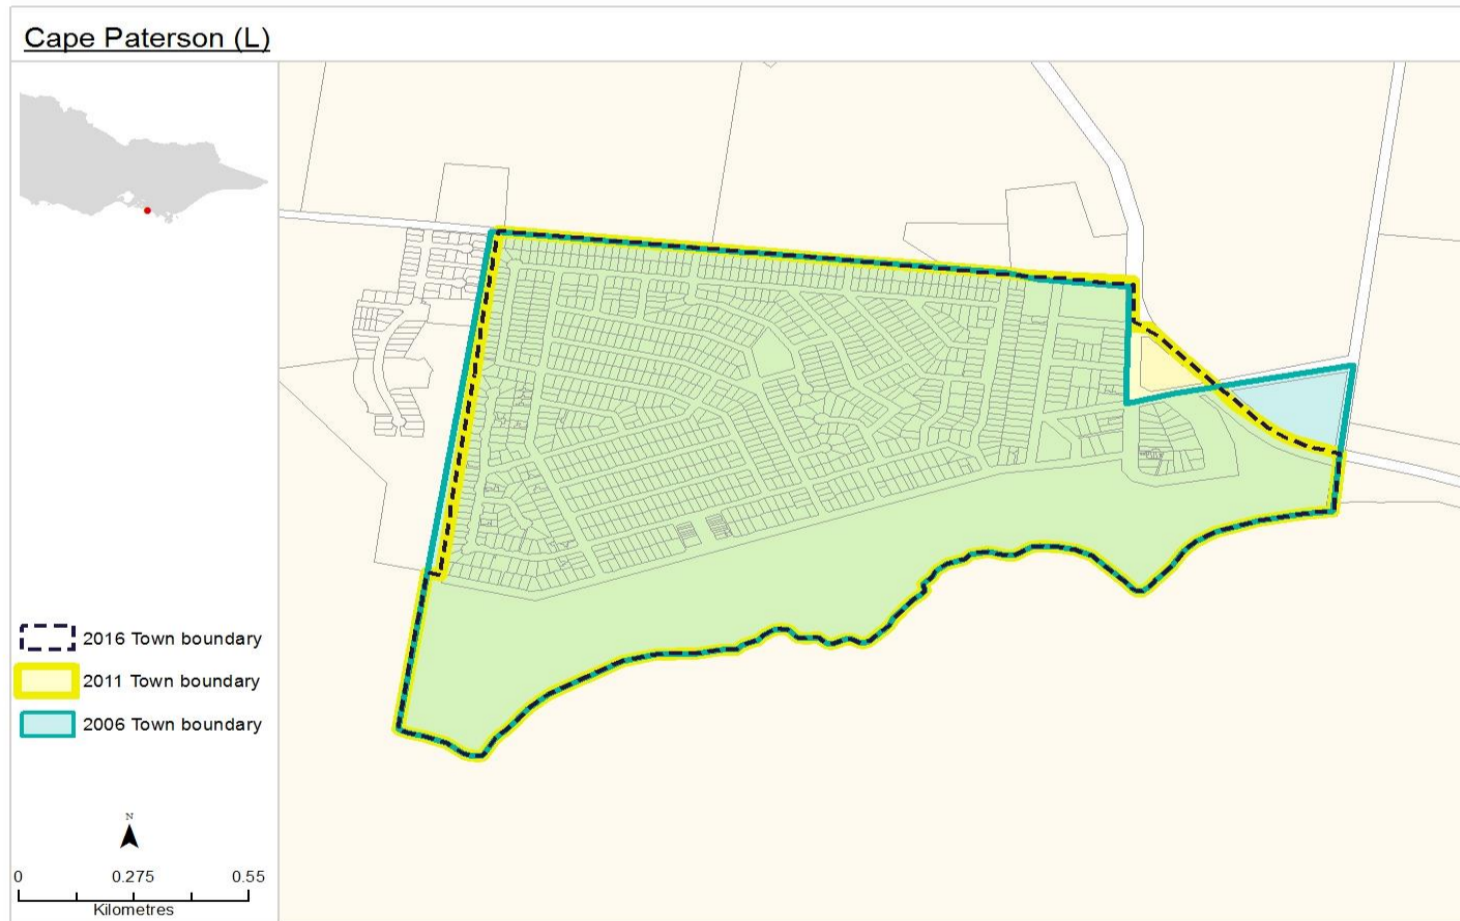 Cape Paterson (L)
2016 Town boundary
2011 Town boundary
2006 Town boundary
N
0 0.275 0.55
Kilometres